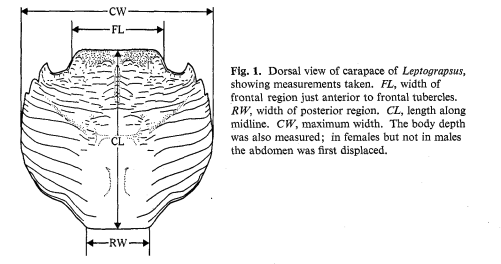 CW
FL
CL
RW
Fig. 1. Dorsal view of carapace of Leptograpsus,
showing measurements taken. FL, width of
frontal region just anterior to frontal tubercles.
RW, width of posterior region. CL, length along
midline. CW, maximum width. The body depth
was also measured; in females but not in males
the abdomen was first displaced.